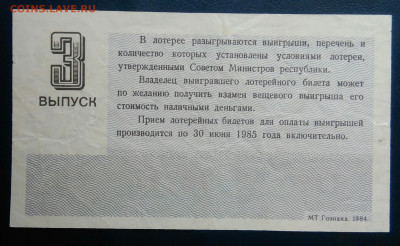 COINS.LAVE.RU
3
ВЫПУСК
В лотерее разыгрываются выигрыши, перечень и
количество которых установлены условиями лотереи,
утвержденными Советом Министров республики.
Владелец выигравшего лотерейного билета может
по желанию получить взамен вещевого выигрыша его
стоимость наличными деньгами.
Прием лотерейных билетов для оплаты выигрышей
производится по 30 июня 1985 года включительно.
МТ Гознака. 1984.